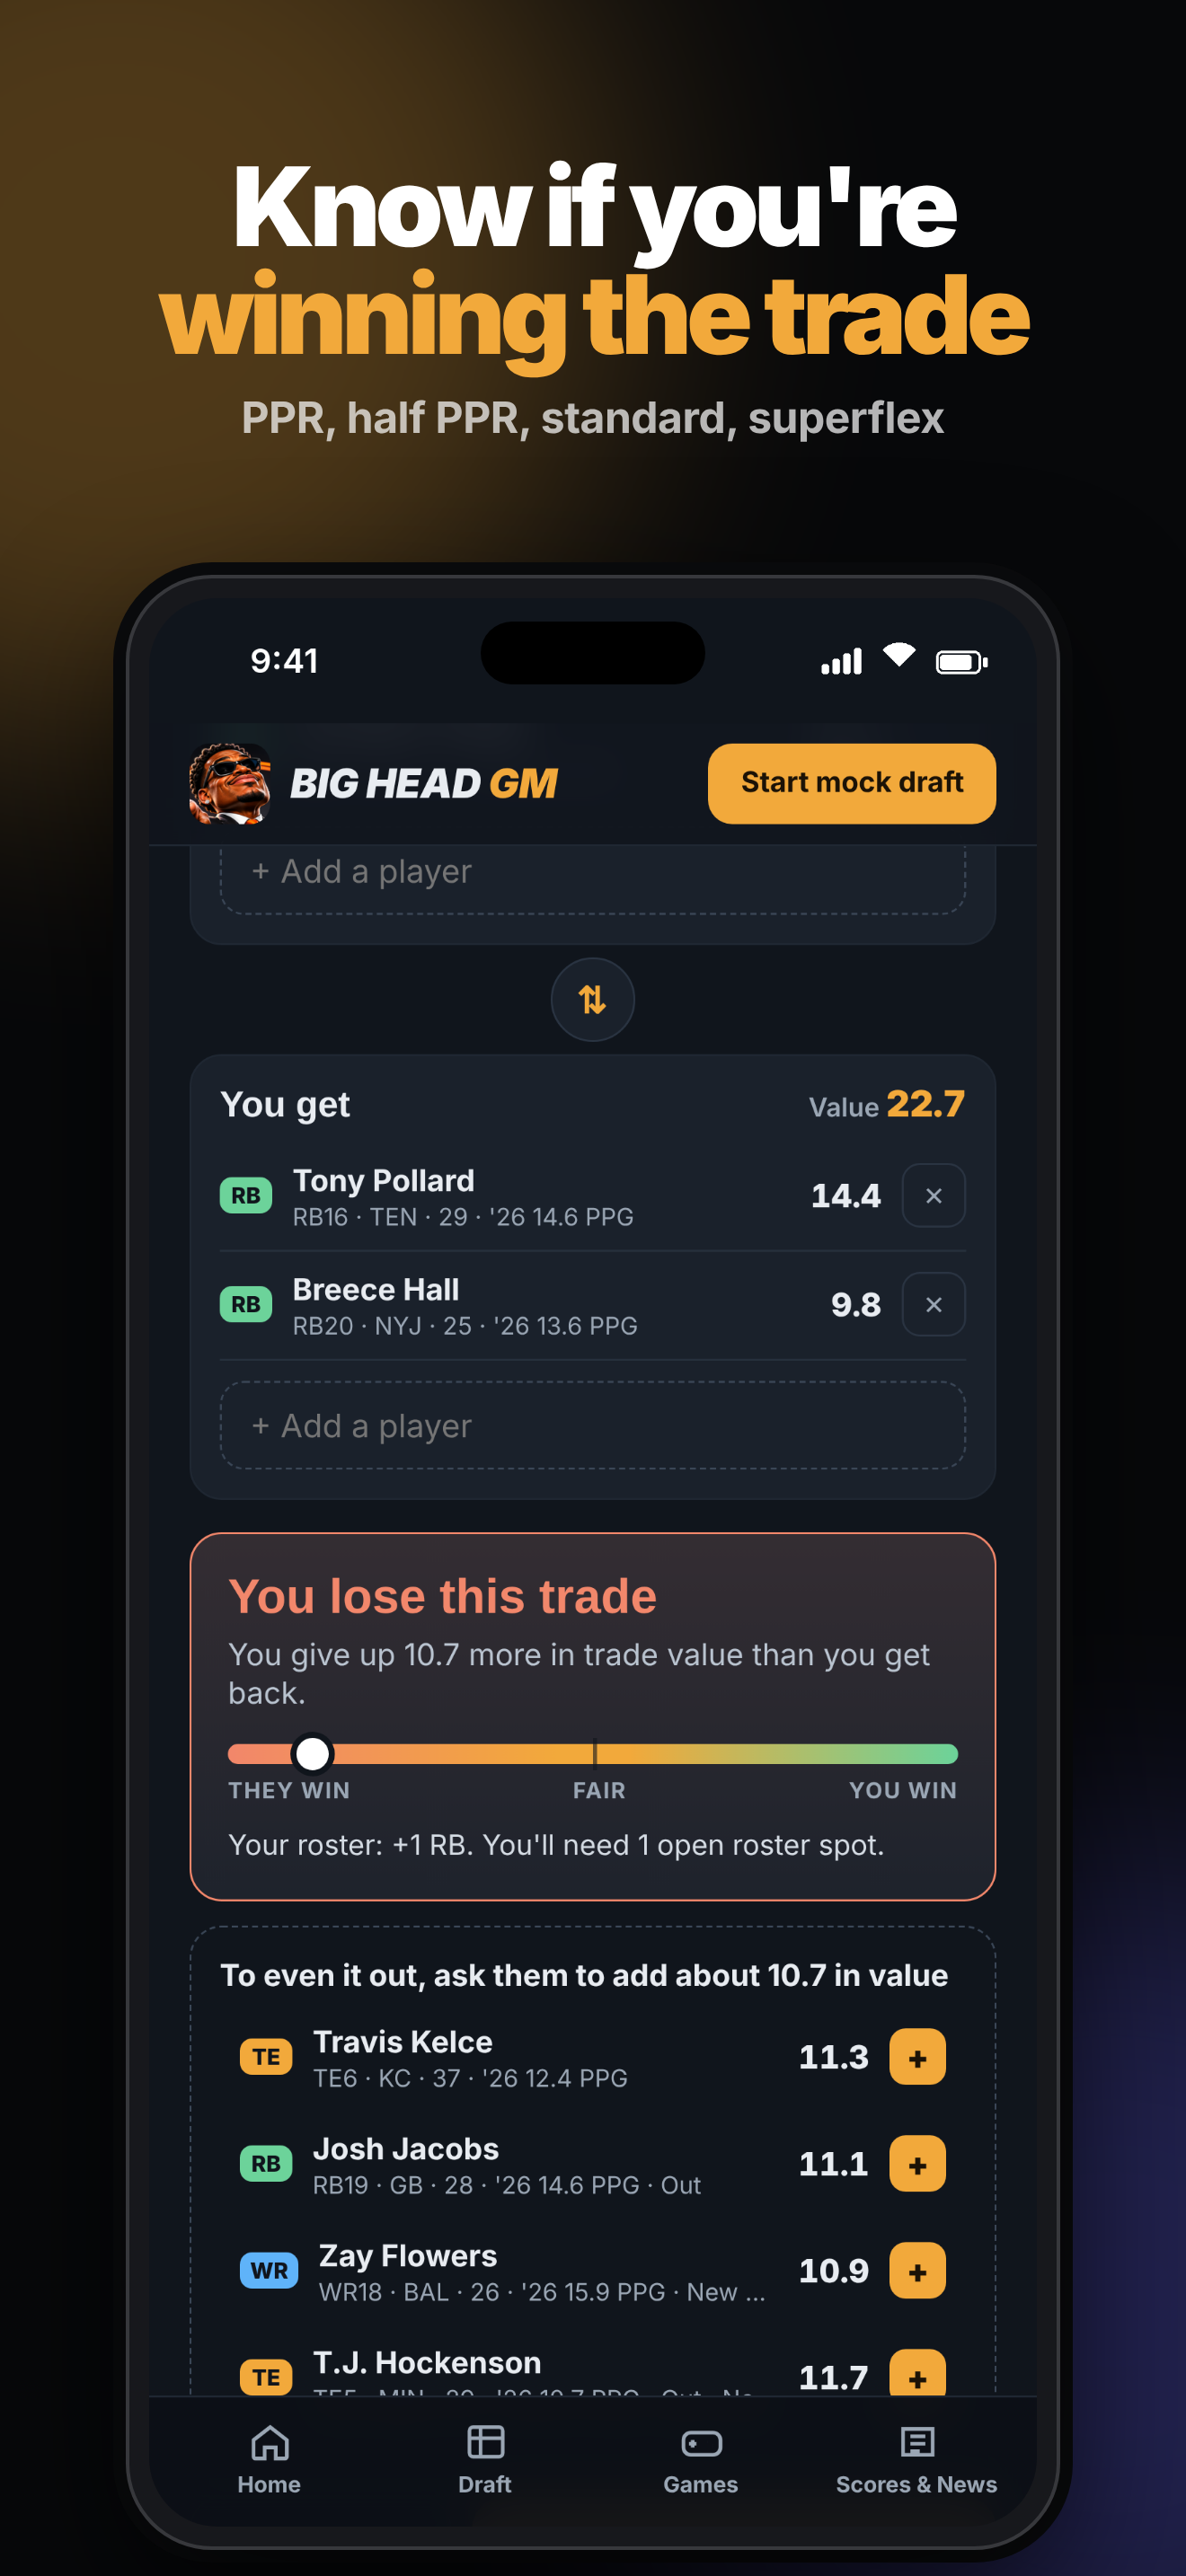 Know if you're
winning the trade
PPR, half PPR, standard, superflex
9:41
BIG HEAD GM
Start mock draft
+ Add a player
You get
Value 22.7
RB
Tony Pollard
14.4
RB16 · TEN · 29 · '26 14.6 PPG
RB
Breece Hall
9.8
RB20 · NYJ · 25 · '26 13.6 PPG
+ Add a player
You lose this trade
You give up 10.7 more in trade value than you get
back.
THEY WIN
FAIR
YOU WIN
Your roster: +1 RB. You'll need 1 open roster spot.
To even it out, ask them to add about 10.7 in value
TE
Travis Kelce
11.3
TE6 · KC · 37 · '26 12.4 PPG
RB
Josh Jacobs
11.1
RB19 · GB · 28 · '26 14.6 PPG · Out
WR
Zay Flowers
10.9
WR18 · BAL · 26 · '26 15.9 PPG · New ...
TE
T.J. Hockenson
11.7
Home
Draft
Games
Scores & News